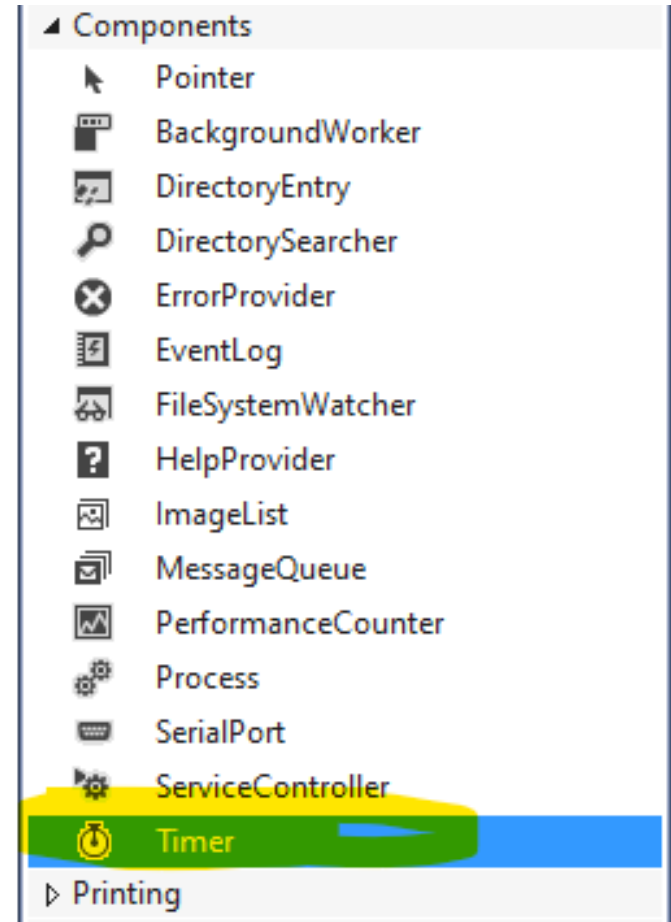 Components
Pointer
BackgroundWorker
DirectoryEntry
DirectorySearcher
ErrorProvider
EventLog
FileSystemWatcher
HelpProvider
ImageList
MessageQueue
PerformanceCounter
Process
SerialPort
ServiceController
Timer
Printing